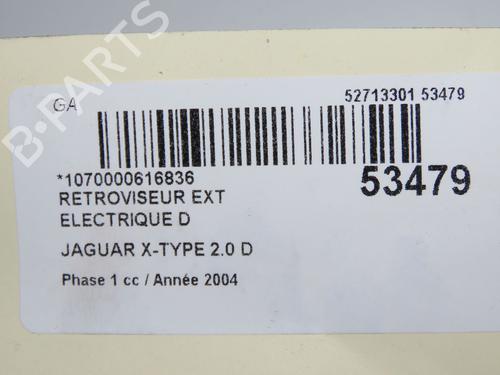 GA
52713301 53479
*1070000616836
53479
RETROVISEUR EXT
ELECTRIQUE D
JAGUAR X-TYPE 2.0 D
Phase 1 cc / Année 2004
B-PARTS